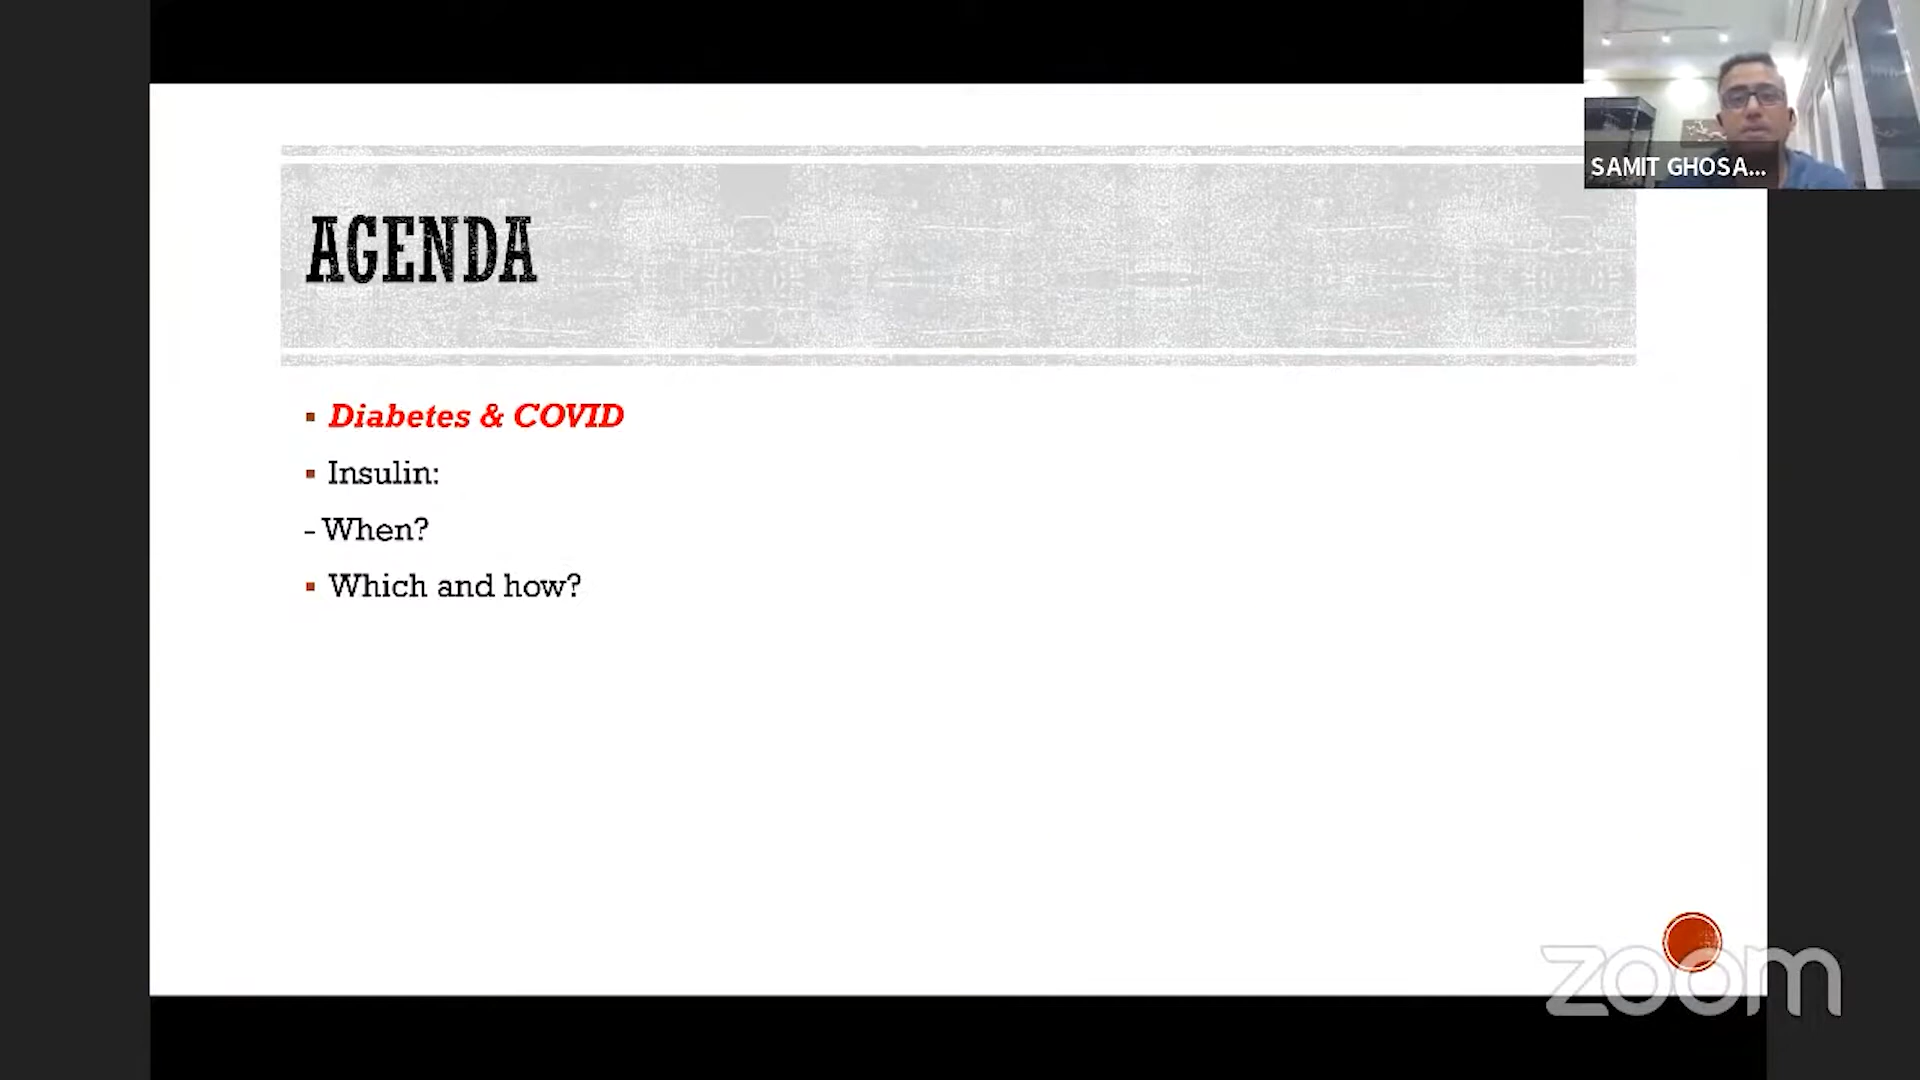 SAMIT GHOSA...
AGENDA
▪ Diabetes & COVID
▪ Insulin:
- When?
▪ Which and how?
zoom